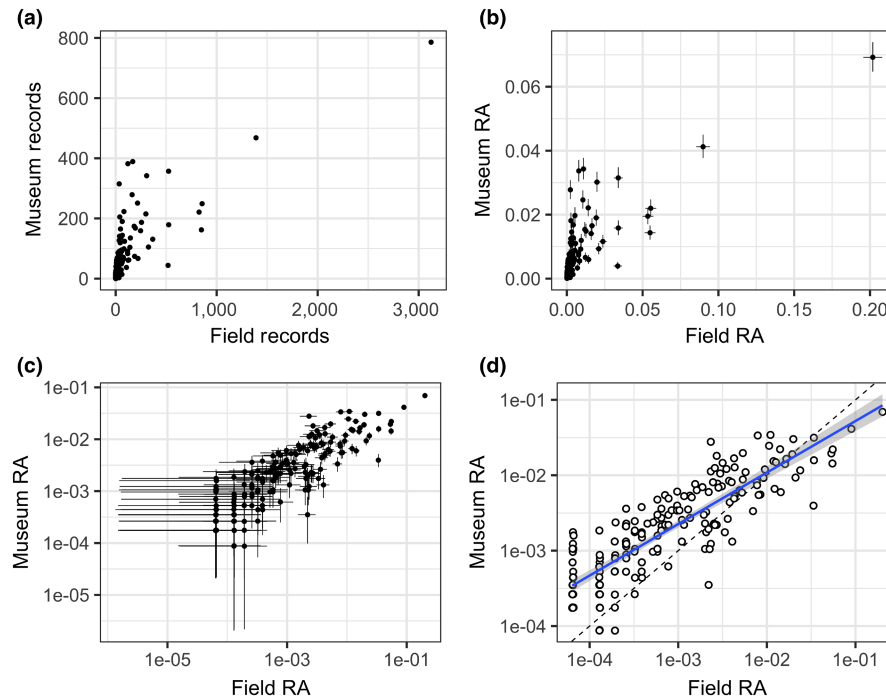 (a)
800
600
400
200
0
Museum records
0
1,000
2,000
3,000
Field records
(b)
0.06
0.04
0.02
0.00
Museum RA
0.00
0.05
0.10
0.15
0.20
Field RA
(c)
1e-01
1e-02
1e-03
1e-04
1e-05
Museum RA
1e-05
1e-03
1e-01
Field RA
(d)
1e-01
1e-02
1e-03
1e-04
Museum RA
1e-04
1e-03
1e-02
1e-01
Field RA